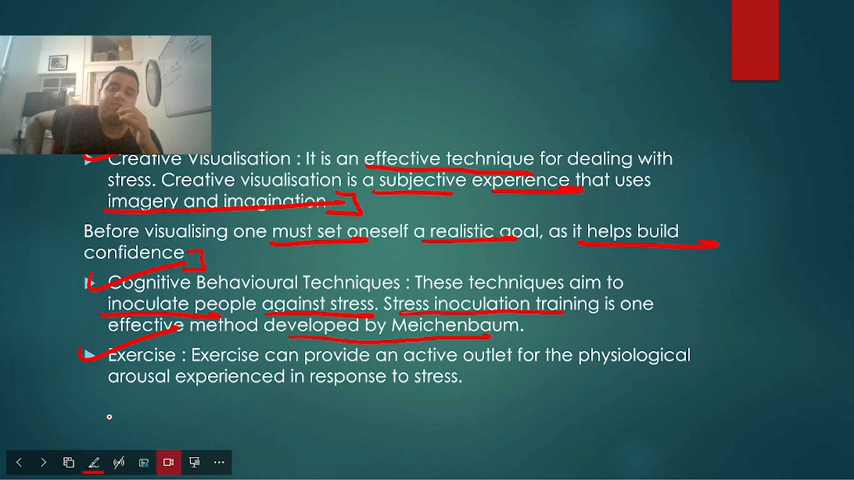 Creative Visualisation : It is an effective technique for dealing with
stress. Creative visualisation is a subjective experience that uses
imagery and imagination.
Before visualising one must set oneself a realistic goal, as it helps build
confidence
Cognitive Behavioural Techniques : These techniques aim to
inoculate people against stress. Stress inoculation training is one
effective method developed by Meichenbaum.
Exercise : Exercise can provide an active outlet for the physiological
arousal experienced in response to stress.